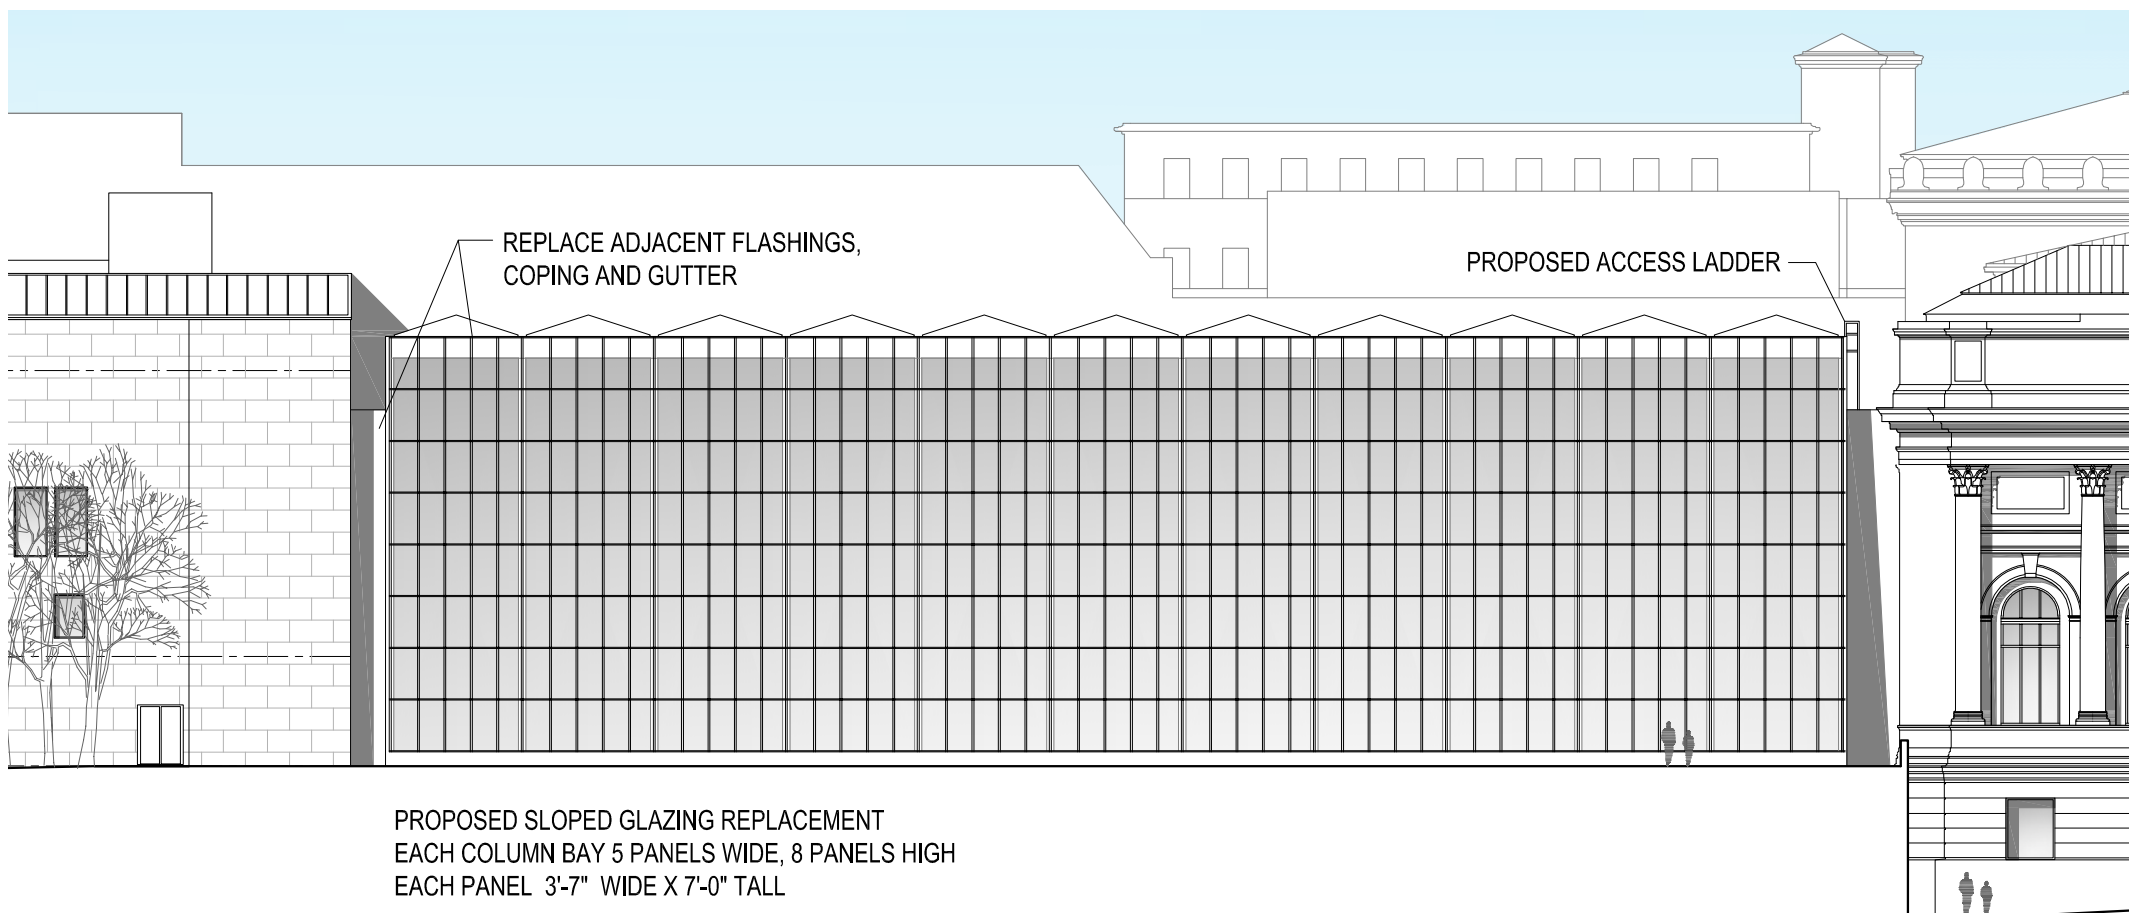 REPLACE ADJACENT FLASHINGS,
COPING AND GUTTER
PROPOSED ACCESS LADDER
PROPOSED SLOPED GLAZING REPLACEMENT
EACH COLUMN BAY 5 PANELS WIDE, 8 PANELS HIGH
EACH PANEL 3'-7" WIDE X 7'-0" TALL